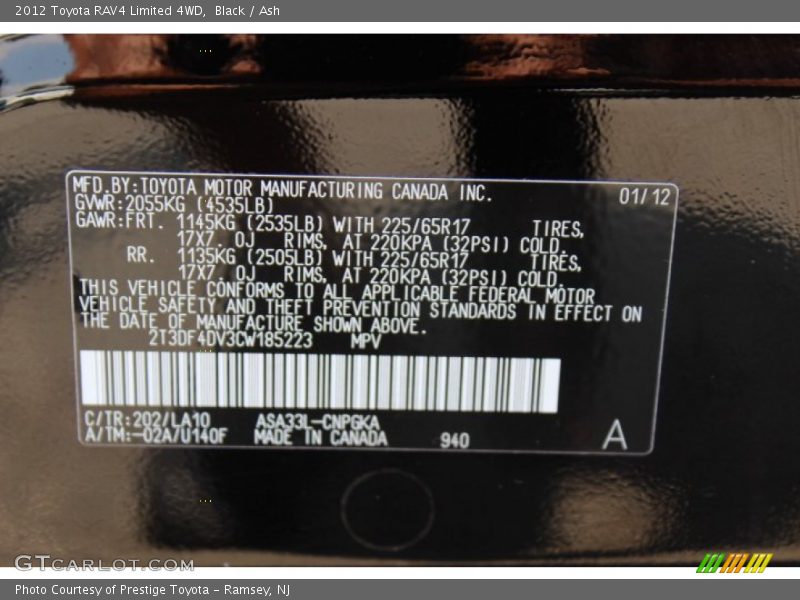 2012 Toyota RAV4 Limited 4WD, Black / Ash
MFD.BY:TOYOTA MOTOR MANUFACTURING CANADA INC. 01/12
GVWR:2055KG (4535LB)
GAWR:FRT. 1145KG (2535LB) WITH 225/65R17 TIRES,
17X7. OJ RIMS, AT 220KPA (32PSI) COLD.
RR. 1135KG (2505LB) WITH 225/65R17 TIRES,
17X7. OJ RIMS, AT 220KPA (32PSI) COLD.
THIS VEHICLE CONFORMS TO ALL APPLICABLE FEDERAL MOTOR
VEHICLE SAFETY AND THEFT PREVENTION STANDARDS IN EFFECT ON
THE DATE OF MANUFACTURE SHOWN ABOVE.
2T3DF4DV3CW185223 MPV
C/TR:202/LA10 ASA33L-CNPGKA
A/TM:-02A/U140F MADE IN CANADA 940 A
GTCARLOT.COM
Photo Courtesy of Prestige Toyota - Ramsey, NJ